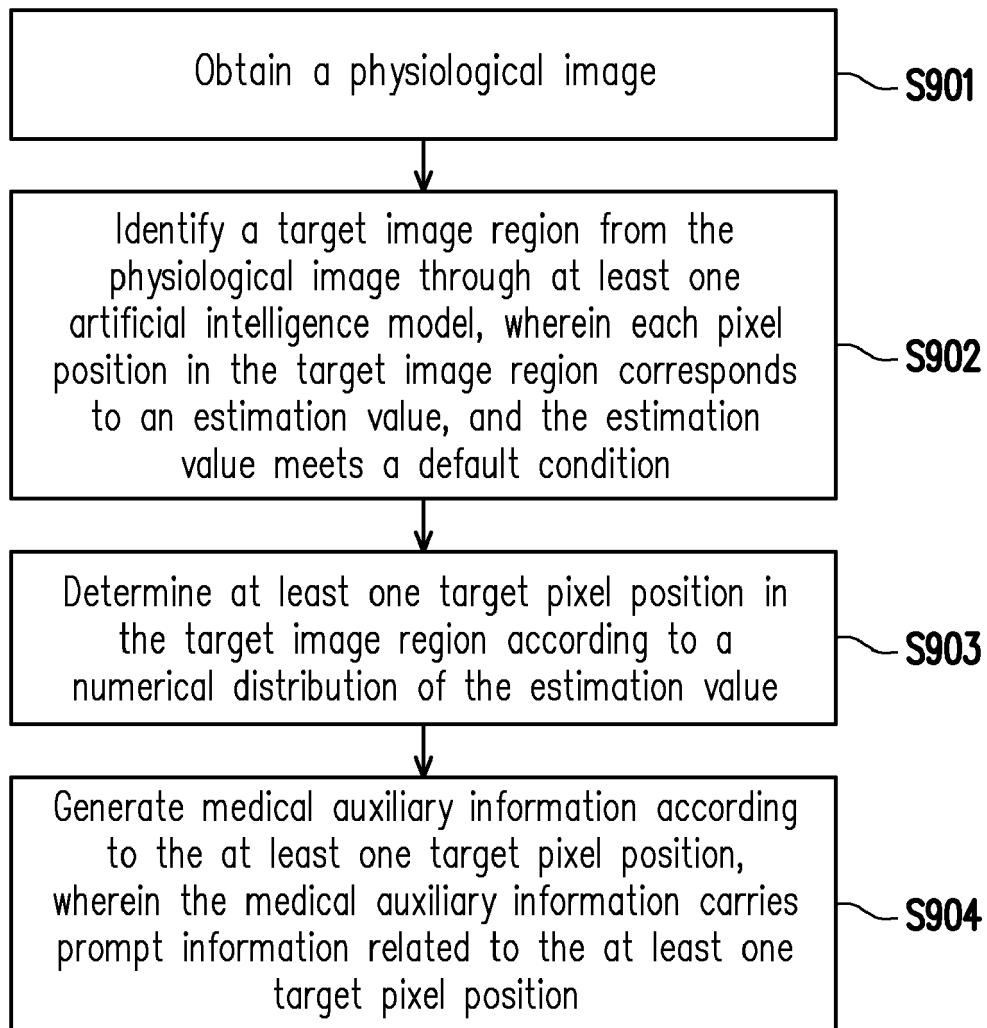 Obtain a physiological image
S901
Identify a target image region from the
physiological image through at least one
artificial intelligence model, wherein each pixel
position in the target image region corresponds
to an estimation value, and the estimation
value meets a default condition
S902
Determine at least one target pixel position in
the target image region according to a
numerical distribution of the estimation value
S903
Generate medical auxiliary information according
to the at least one target pixel position,
wherein the medical auxiliary information carries
prompt information related to the at least one
target pixel position
S904